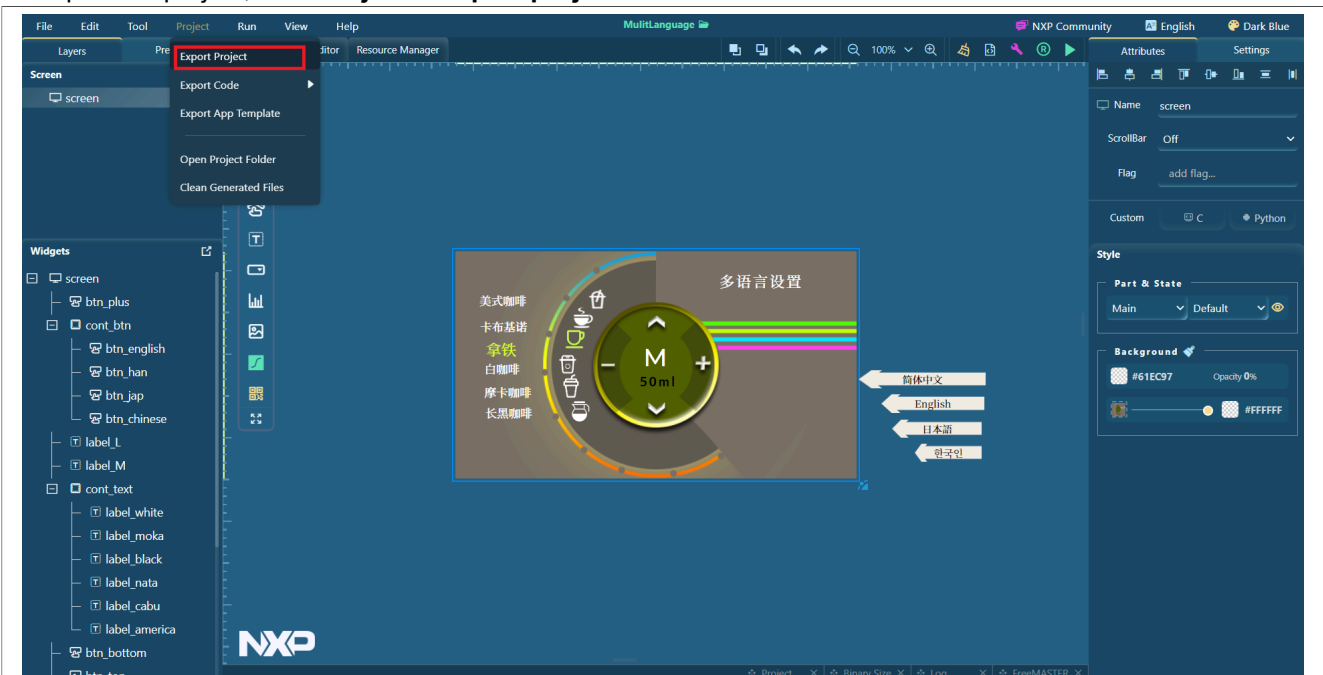 File Edit Tool Project Run View Help MulitLanguage NXP Community English Dark Blue
Layers Pre itor Resource Manager 100% Attributes Settings
Export Project
Export Code
Export App Template
Open Project Folder
Clean Generated Files
Screen
screen
Widgets
screen
btn_plus
cont_btn
btn_english
btn_han
btn_jap
btn_chinese
label_L
label_M
cont_text
label_white
label_moka
label_black
label_nata
label_cabu
label_america
btn_bottom
多语言设置
美式咖啡
卡布基诺
拿铁
白咖啡
摩卡咖啡
长黑咖啡
M
50ml
简体中文
English
日本語
한국인
NXP
Project X Binary Size X Log X FreeMASTER X
Name screen
ScrollBar Off
Flag add flag...
Custom C Python
Style
Part & State
Main Default
Background
#61EC97 Opacity 0%
#FFFFFF